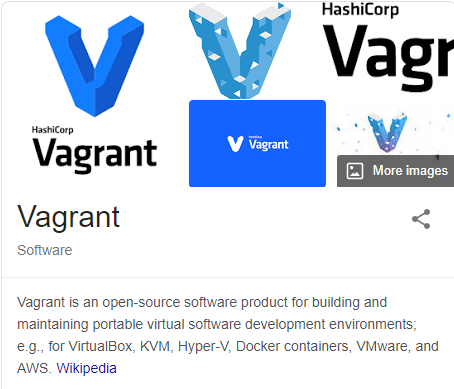 HashiCorp
Vagrant
HashiCorp
Vagr
HashiCorp
Vagrant
More images
Vagrant
Software
Vagrant is an open-source software product for building and
maintaining portable virtual software development environments;
e.g., for VirtualBox, KVM, Hyper-V, Docker containers, VMware, and
AWS. Wikipedia